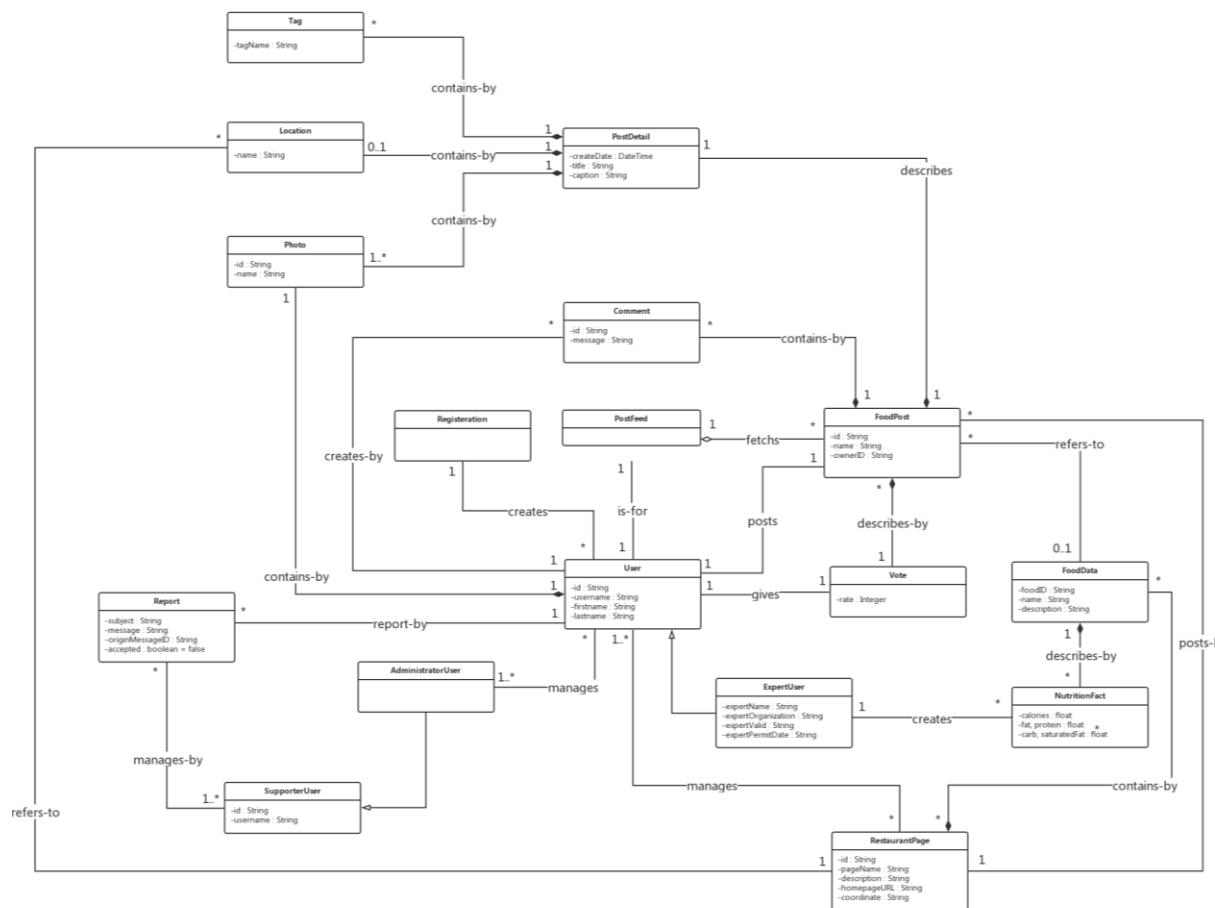 Tag
-tagName : String
*
contains-by
*
Location
-name : String
0..1
contains-by
1
1
1
PostDetail
-createDate : DateTime
-title : String
-caption : String
1
describes
contains-by
Photo
-id : String
-name : String
1..*
1
Comment
-id : String
-message : String
*
*
contains-by
1
1
Registeration
1
PostFeed
1
fetchs
*
FoodPost
-id : String
-name : String
-ownerID : String
*
*
refers-to
creates-by
1
1
creates
is-for
posts
*
describes-by
*
1
1
1
0..1
contains-by
1
User
-id : String
-username : String
-firstname : String
-lastname : String
1
gives
1
Vote
-rate : Integer
FoodData
-foodID : String
-name : String
-description : String
*
Report
-subject : String
-message : String
-originMessageID : String
-accepted : boolean = false
*
report-by
1
*
1..*
1
describes-by
*
posts-
*
AdministratorUser
1..*
manages
ExpertUser
-expertName : String
-expertOrganization : String
-expertValid : String
-expertPermitDate : String
1
creates
*
NutritionFact
-calories : float
-fat, protein : float
-carb, saturatedFat : float
*
manages-by
1..*
SupporterUser
-id : String
-username : String
manages
contains-by
refers-to
*
*
RestaurantPage
-id : String
-pageName : String
-description : String
-homepageURL : String
-coordinate : String
1
1